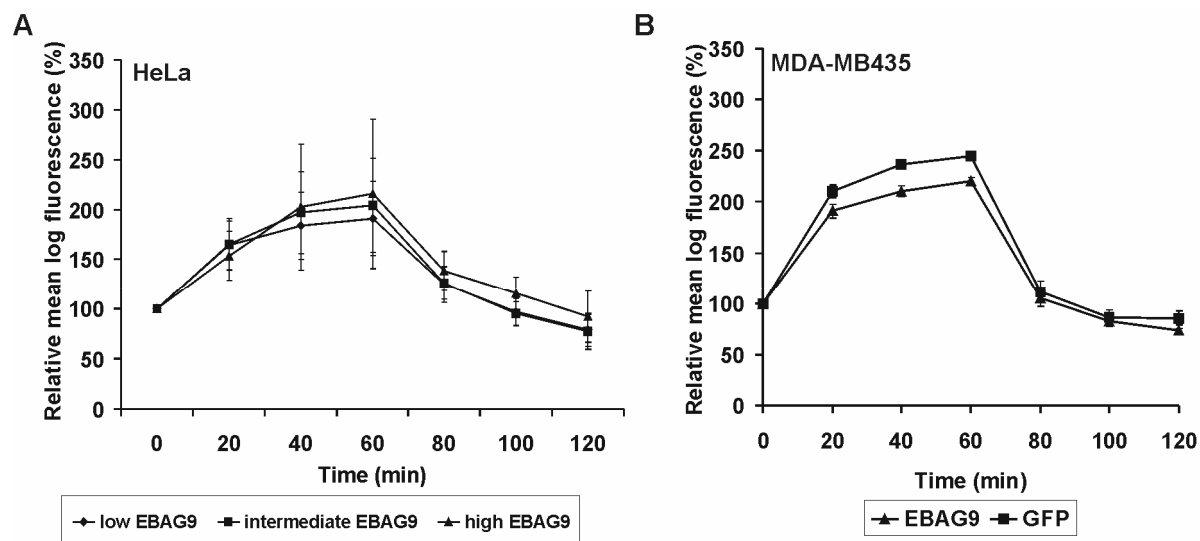 A
HeLa
Relative mean log fluorescence (%)
350
300
250
200
150
100
50
0
0 20 40 60 80 100 120
Time (min)
low EBAG9 intermediate EBAG9 high EBAG9
B
MDA-MB435
Relative mean log fluorescence (%)
350
300
250
200
150
100
50
0
0 20 40 60 80 100 120
Time (min)
EBAG9 GFP